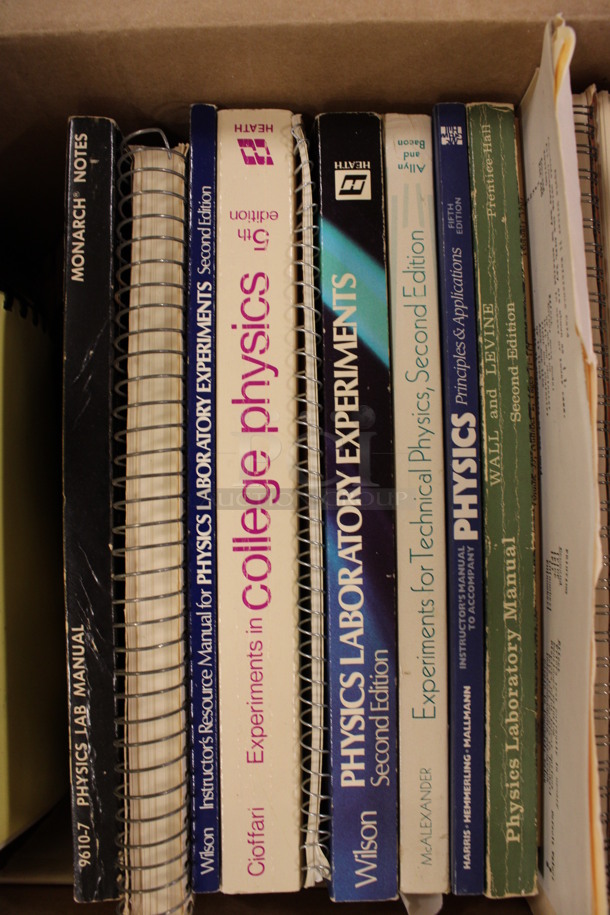 9610-7 PHYSICS LAB MANUAL MONARCH® NOTES
Wilson Instructor's Resource Manual for PHYSICS LABORATORY EXPERIMENTS Second Edition
Cioffari Experiments in college physics 6th edition HEATH
Wilson PHYSICS LABORATORY EXPERIMENTS HEATH
Second Edition
McALEXANDER Experiments for Technical Physics, Second Edition Allyn and Bacon
HARRIS • HEMMERLING • MALLMANN INSTRUCTOR'S MANUAL TO ACCOMPANY PHYSICS Principles & Applications FIFTH EDITION
Physics Laboratory Manual WALL and LEVINE Second Edition Prentice-Hall
AUCTIONS GROUP